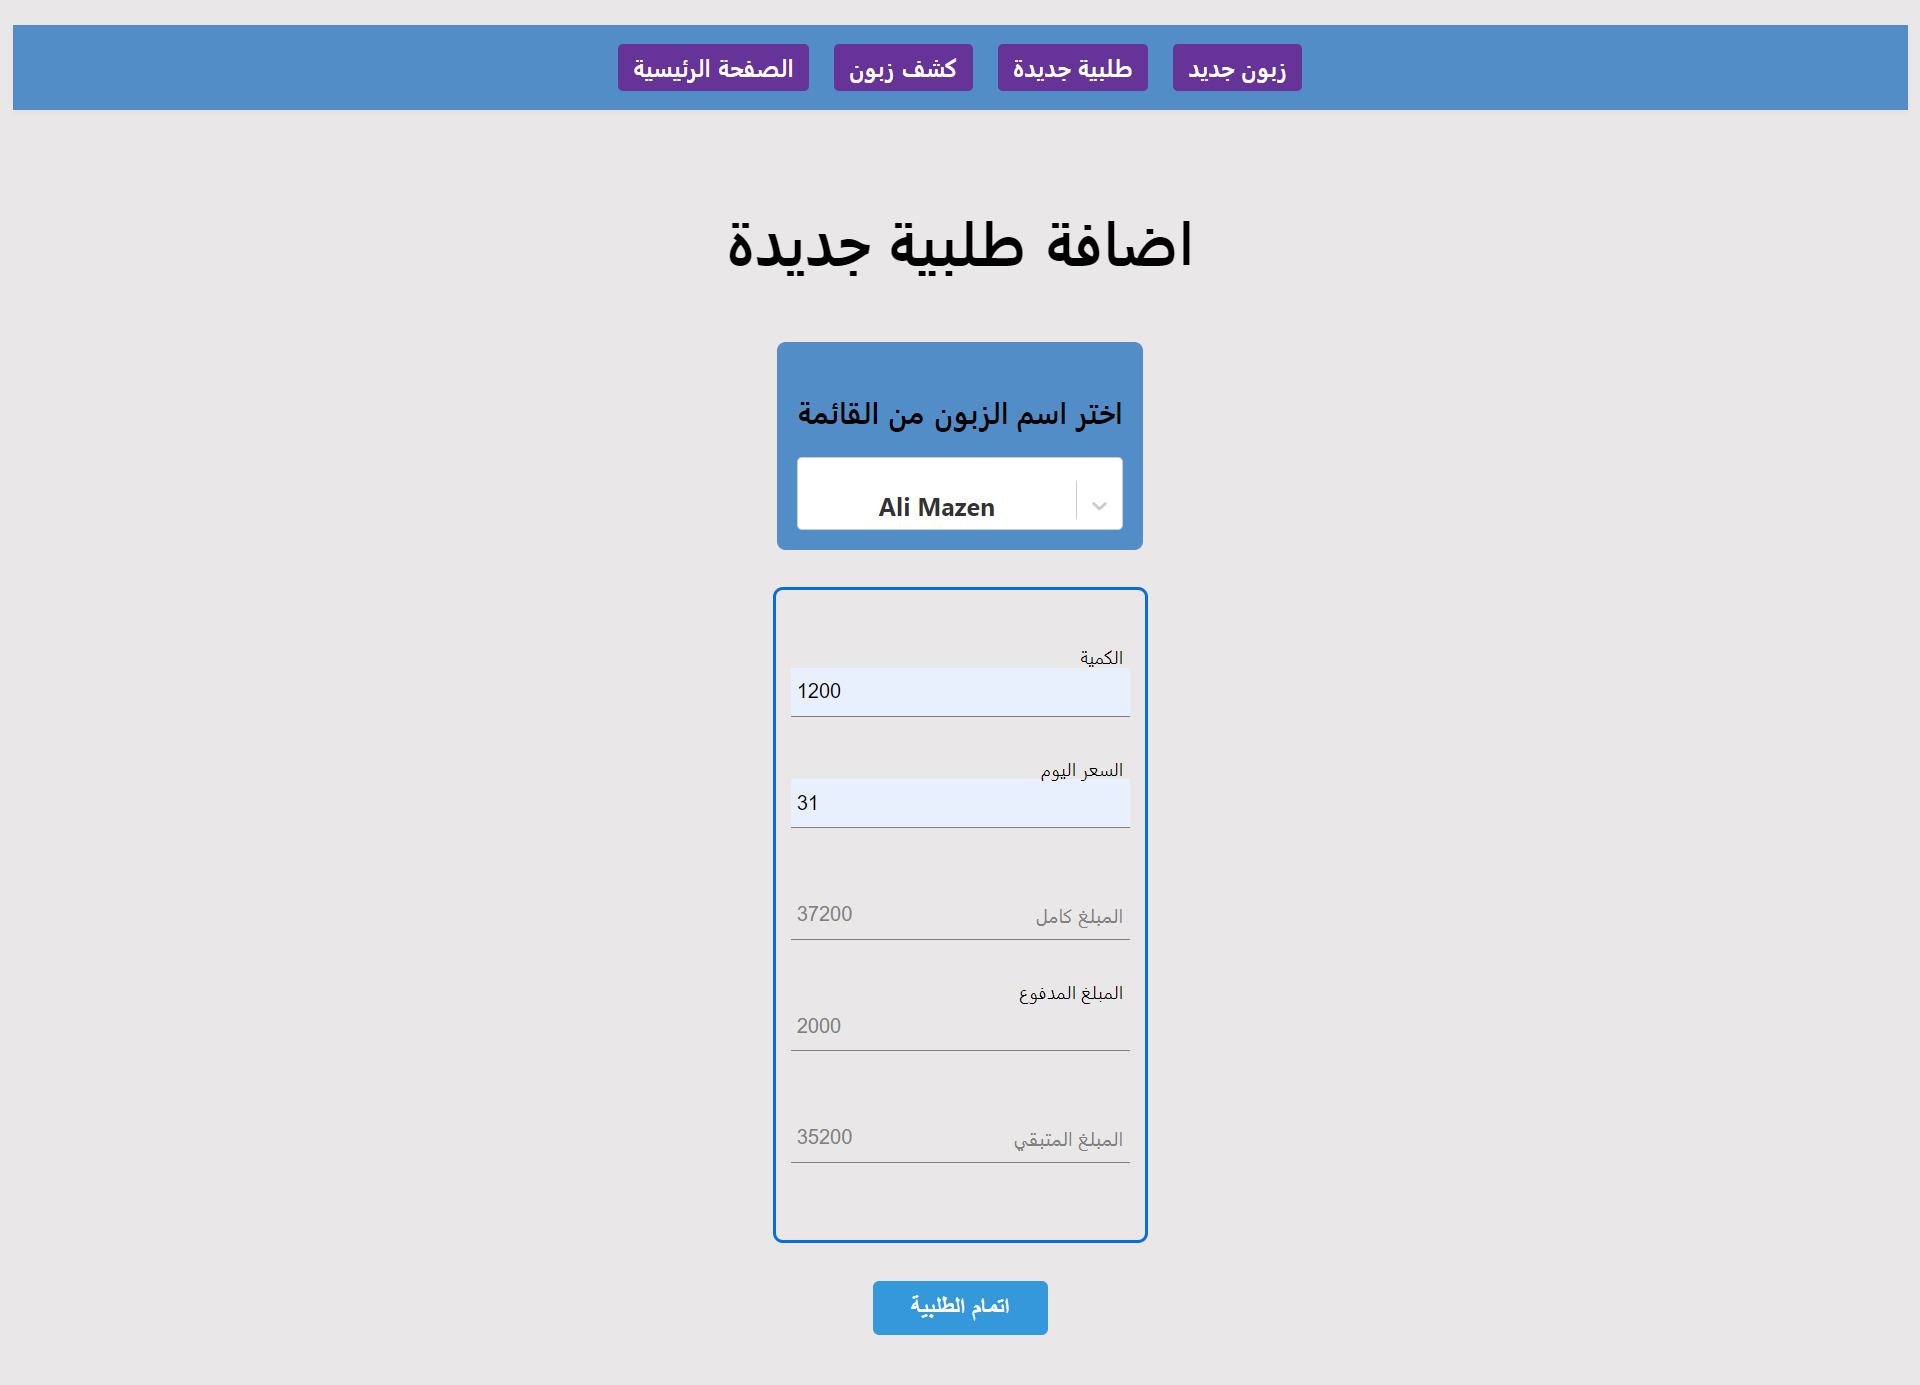 زبون جديد
طلبية جديدة
كشف زبون
الصفحة الرئيسية
اضافة طلبية جديدة
اختر اسم الزبون من القائمة
Ali Mazen
الكمية
1200
السعر اليوم
31
المبلغ كامل 37200
المبلغ المدفوع
2000
المبلغ المتبقي 35200
اتمام الطلبية